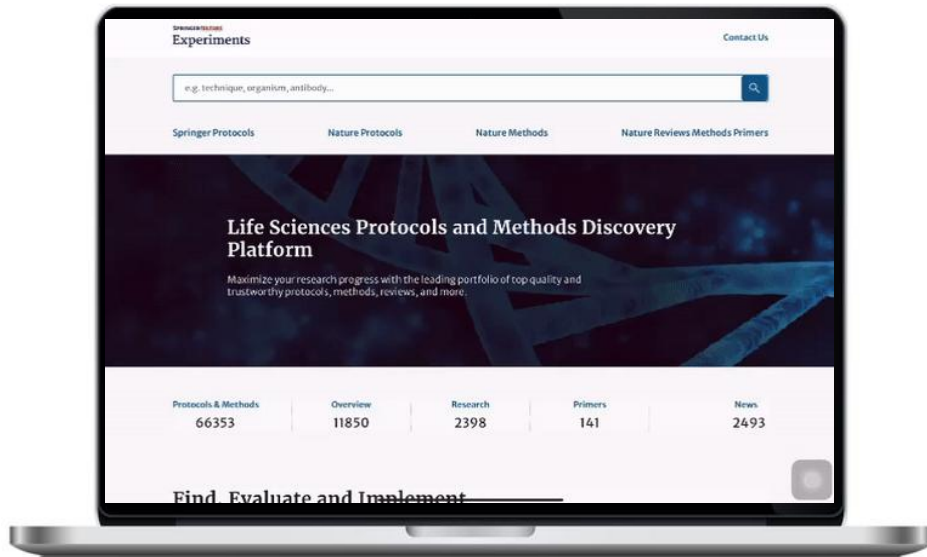 SPRINGER NATURE
Experiments
Contact Us
e.g. technique, organism, antibody...
Springer Protocols
Nature Protocols
Nature Methods
Nature Reviews Methods Primers
Life Sciences Protocols and Methods Discovery
Platform
Maximize your research progress with the leading portfolio of top quality and
trustworthy protocols, methods, reviews, and more.
Protocols & Methods
Overview
Research
Primers
News
66353
11850
2398
141
2493
Find, Evaluate and Implement